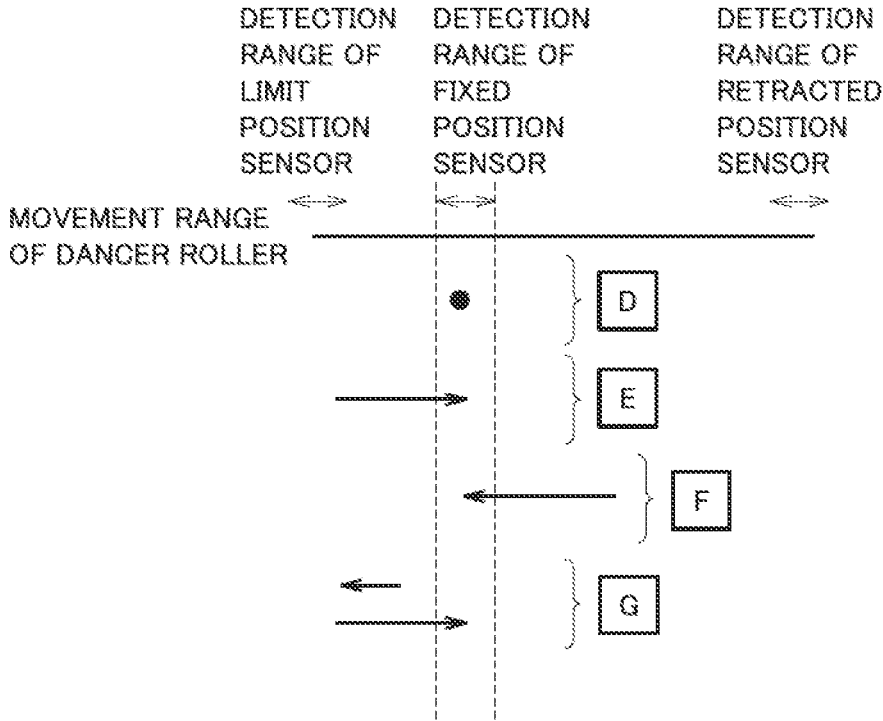 DETECTION
RANGE OF
LIMIT
POSITION
SENSOR
DETECTION
RANGE OF
FIXED
POSITION
SENSOR
DETECTION
RANGE OF
RETRACTED
POSITION
SENSOR
MOVEMENT RANGE
OF DANCER ROLLER
D
E
F
G